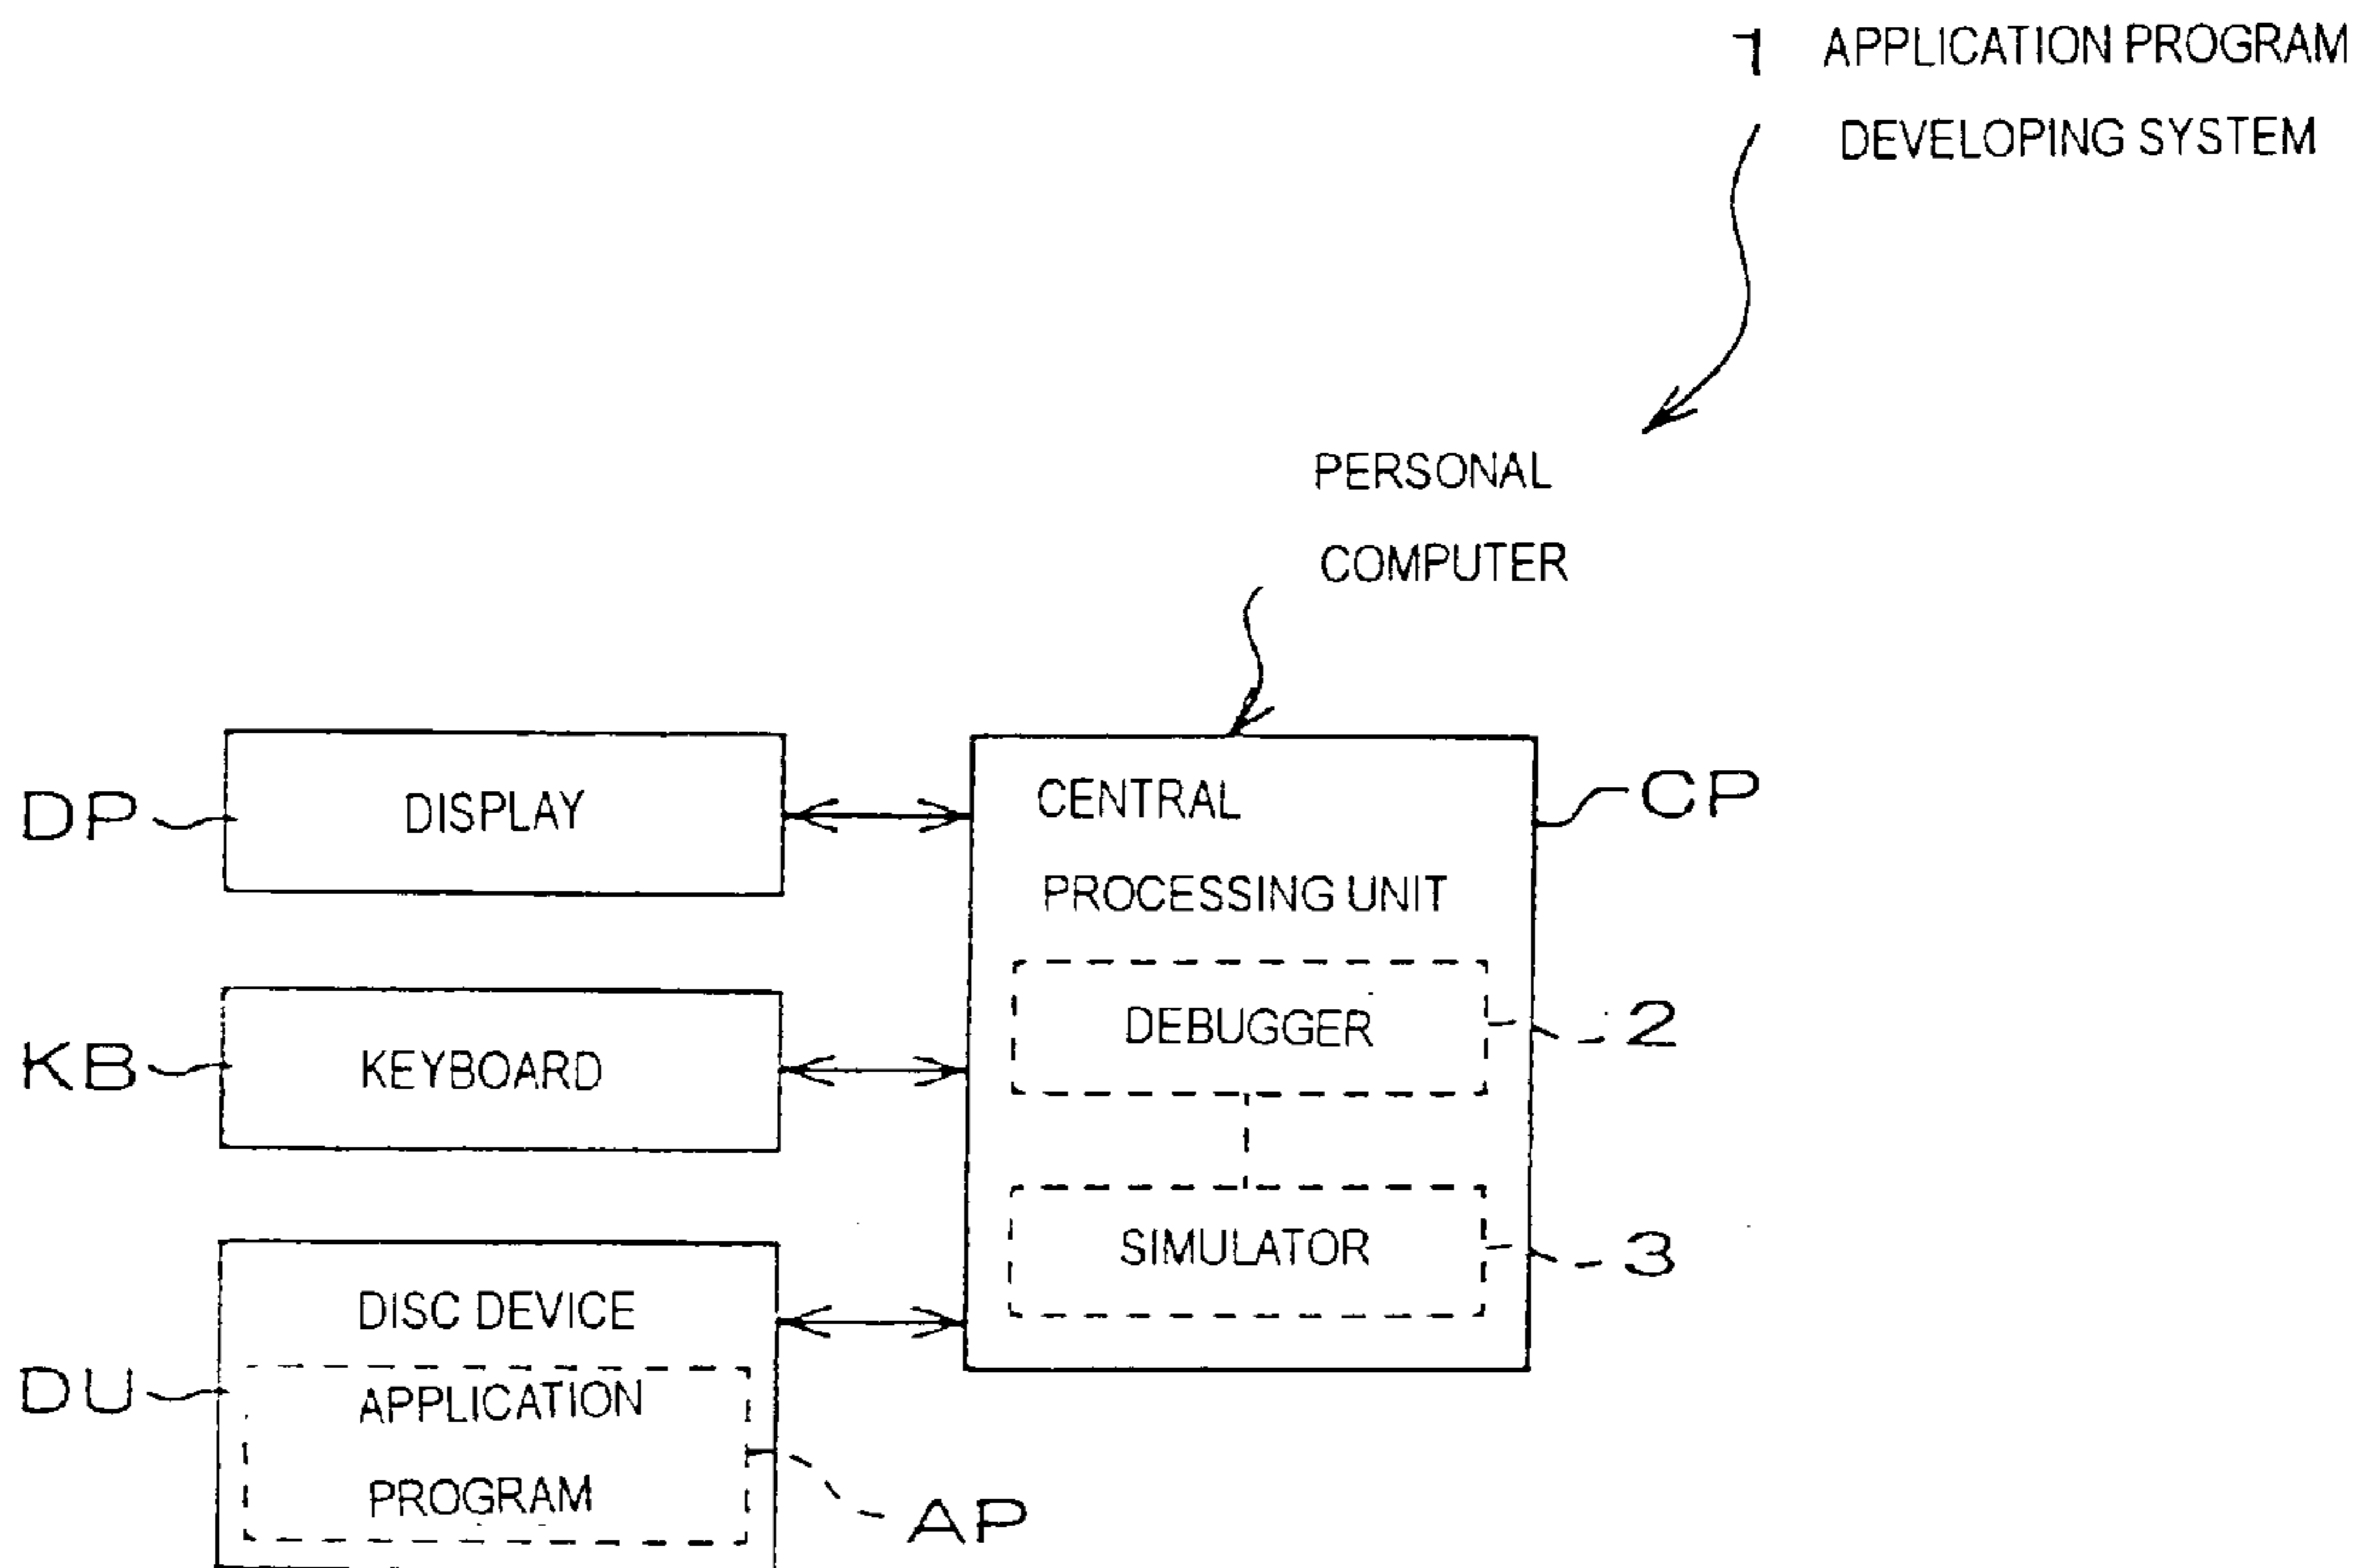 1 APPLICATION PROGRAM
DEVELOPING SYSTEM
PERSONAL
COMPUTER
DP
DISPLAY
CENTRAL
PROCESSING UNIT
CP
DEBUGGER
2
KB
KEYBOARD
SIMULATOR
3
DISC DEVICE
DU
APPLICATION
PROGRAM
AP